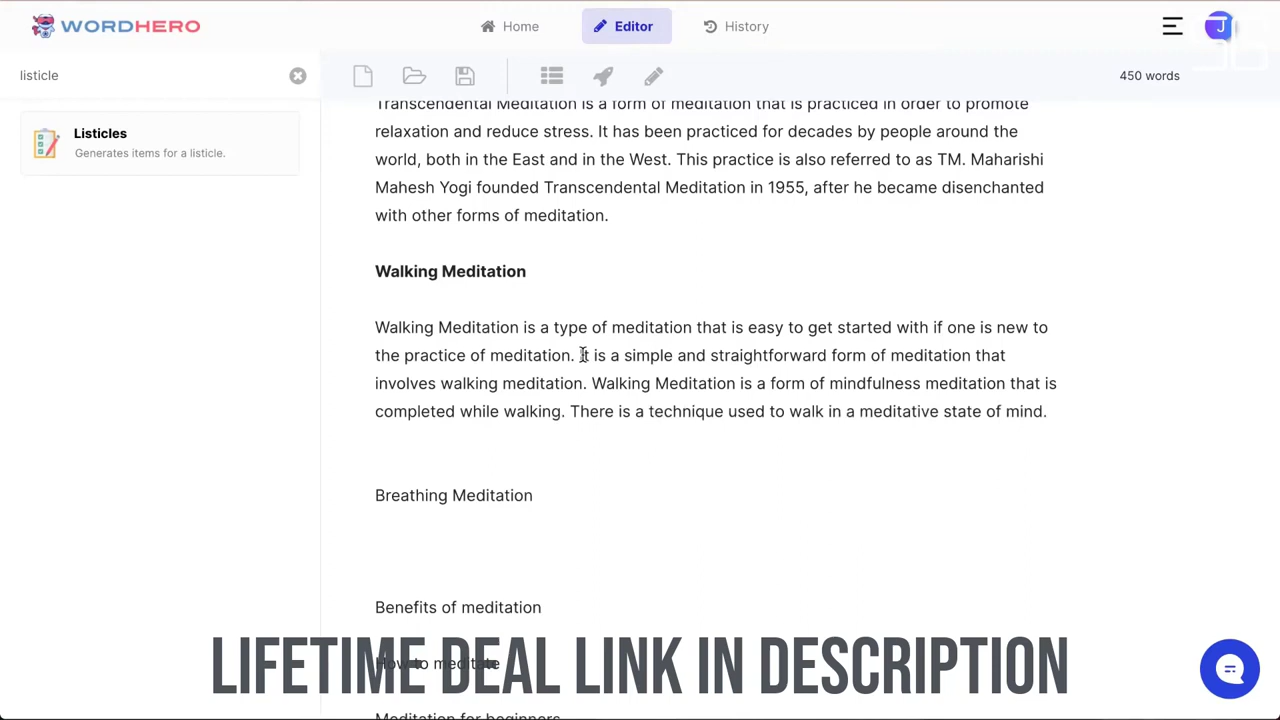 WORDHERO
Home
Editor
History
J
listicle
450 words
Listicles
Generates items for a listicle.
Transcendental Meditation is a form of meditation that is practiced in order to promote
relaxation and reduce stress. It has been practiced for decades by people around the
world, both in the East and in the West. This practice is also referred to as TM. Maharishi
Mahesh Yogi founded Transcendental Meditation in 1955, after he became disenchanted
with other forms of meditation.
Walking Meditation
Walking Meditation is a type of meditation that is easy to get started with if one is new to
the practice of meditation. It is a simple and straightforward form of meditation that
involves walking meditation. Walking Meditation is a form of mindfulness meditation that is
completed while walking. There is a technique used to walk in a meditative state of mind.
Breathing Meditation
Benefits of meditation
How to meditate
LIFETIME DEAL LINK IN DESCRIPTION
Meditation for beginners